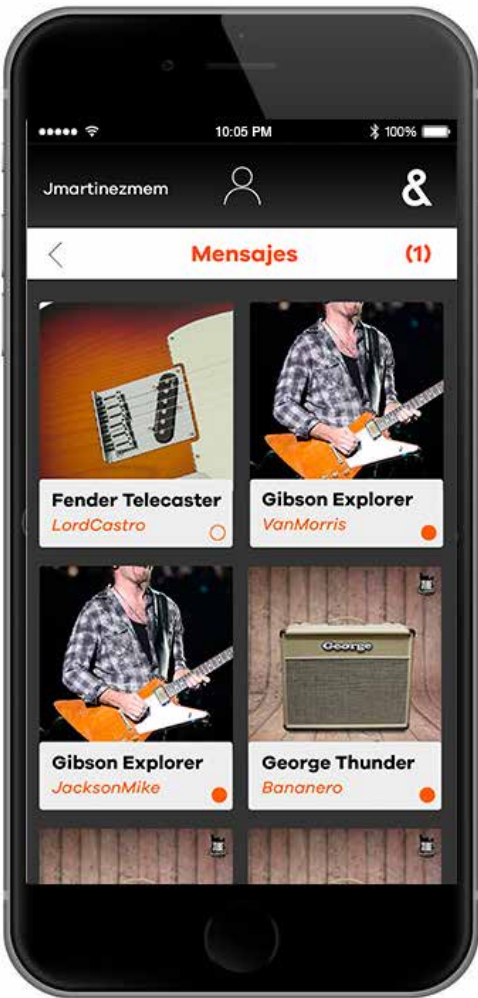 10:05 PM
100%
Jmartinezmem
&
Mensajes
(1)
Fender Telecaster
LordCastro
Gibson Explorer
VanMorris
Gibson Explorer
JacksonMike
George
George Thunder
Bananero